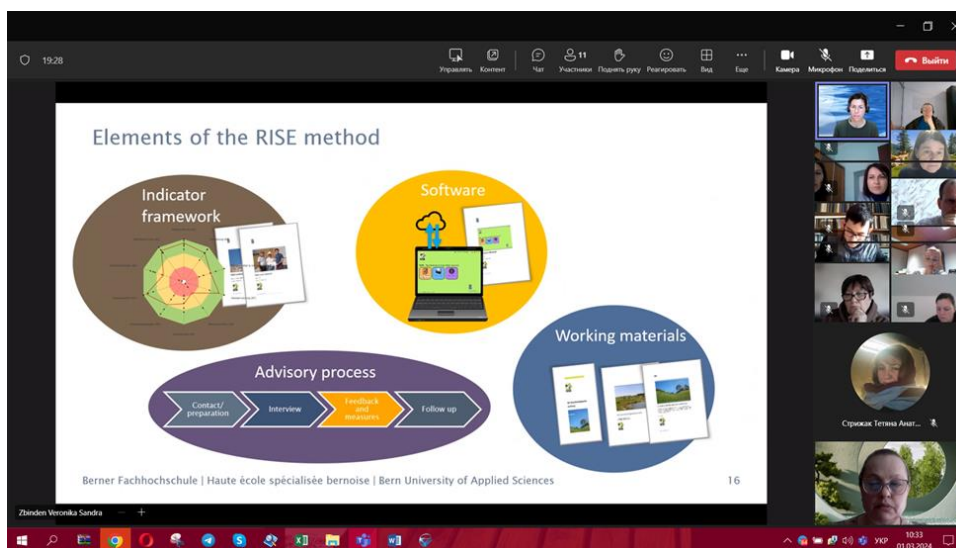 19:28
11
Управлять
Контент
Чат
Участники
Поднять руку
Реагировать
Вид
Еще
Камера
Микрофон
Поделиться
Выйти
Elements of the RISE method
Indicator
framework
Software
Working materials
Advisory process
Contact/
preparation
Interview
Feedback
and
measures
Follow up
Berner Fachhochschule | Haute école spécialisée bernoise | Bern University of Applied Sciences
16
Стрижак Тетяна Анат...
Zbinden Veronika Sandra
УКР
10:33
01.03.2024